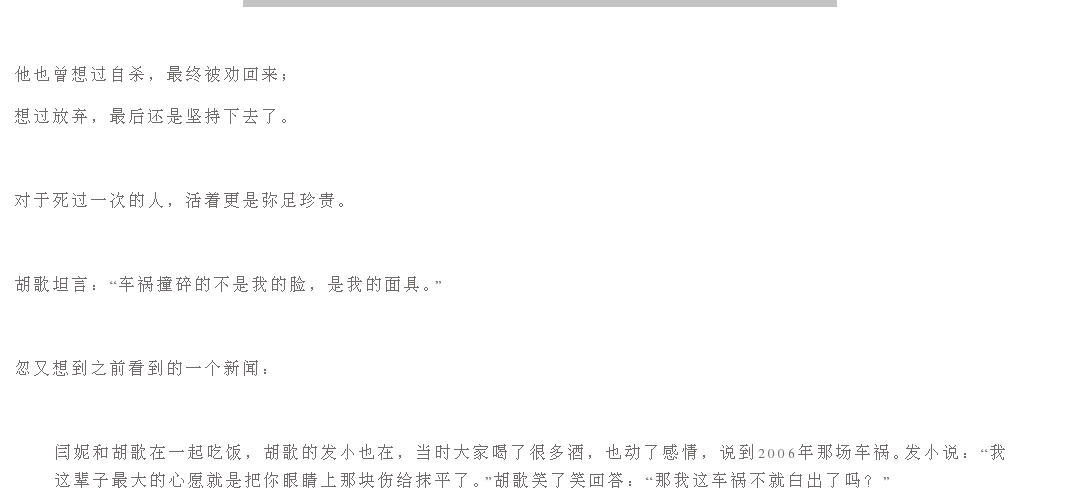 他也曾想过自杀，最终被劝回来；
想过放弃，最后还是坚持下去了。
对于死过一次的人，活着更是弥足珍贵。
胡歌坦言：“车祸撞碎的不是我的脸，是我的面具。”
忽又想到之前看到的一个新闻：
闫妮和胡歌在一起吃饭，胡歌的发小也在，当时大家喝了很多酒，也动了感情，说到2006年那场车祸。发小说：“我
这辈子最大的心愿就是把你眼睛上那块伤给抹平了。”胡歌笑了笑回答：“那我这车祸不就白出了吗？”